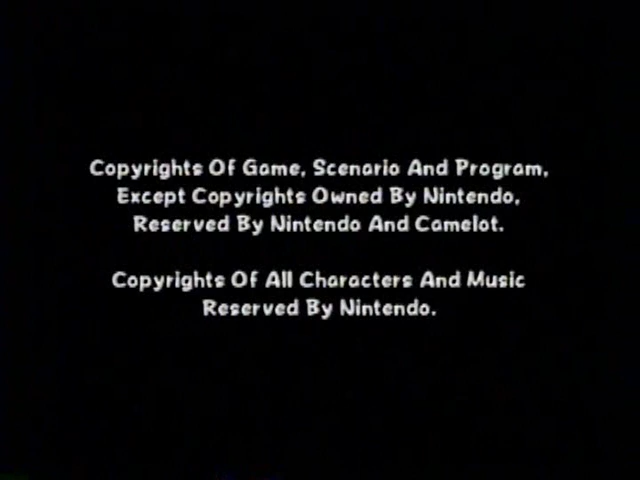 Copyrights Of Game, Scenario And Program,
Except Copyrights Owned By Nintendo,
Reserved By Nintendo And Camelot.
Copyrights Of All Characters And Music
Reserved By Nintendo.